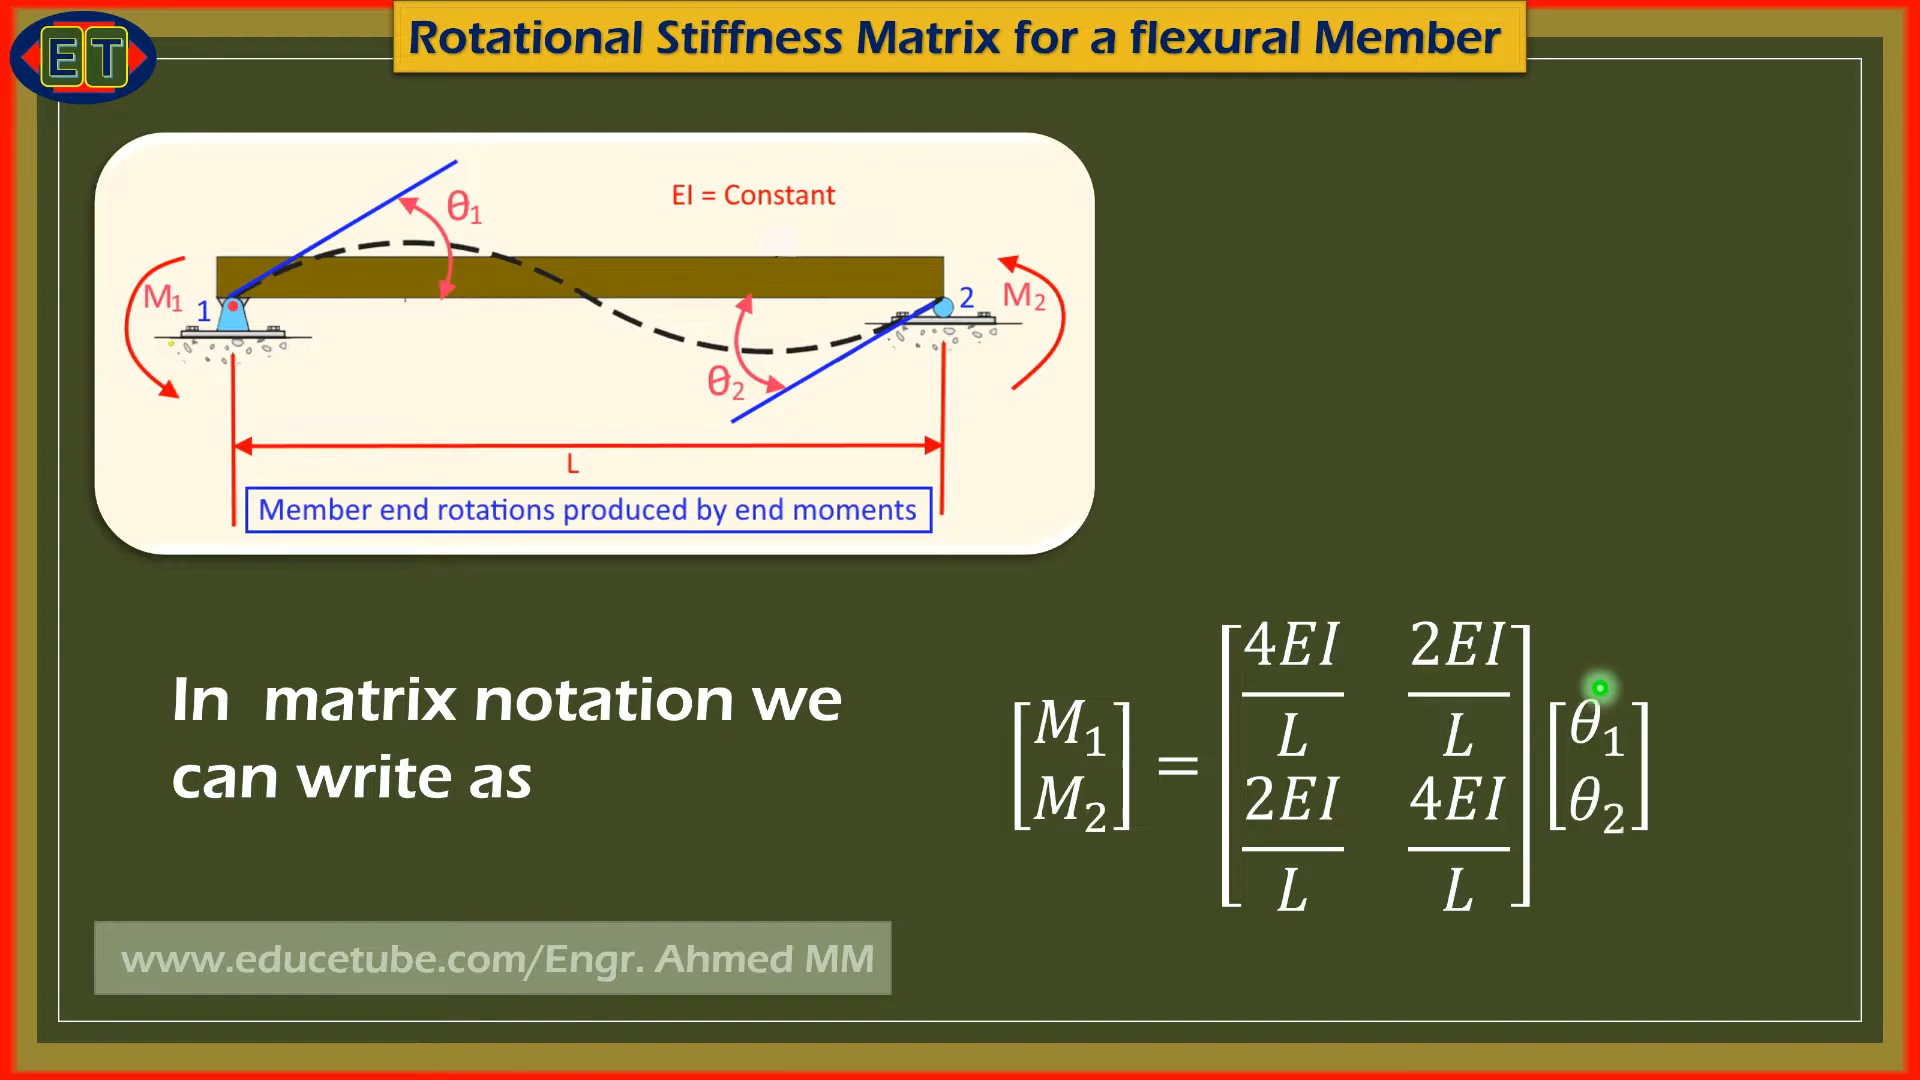 ET
Rotational Stiffness Matrix for a flexural Member
θ1
EI = Constant
M1
1
2
M2
θ2
L
Member end rotations produced by end moments
In  matrix notation we
can write as
[M1 M2] = [4EI/L 2EI/L 2EI/L 4EI/L] [θ1 θ2]
www.educetube.com/Engr. Ahmed MM